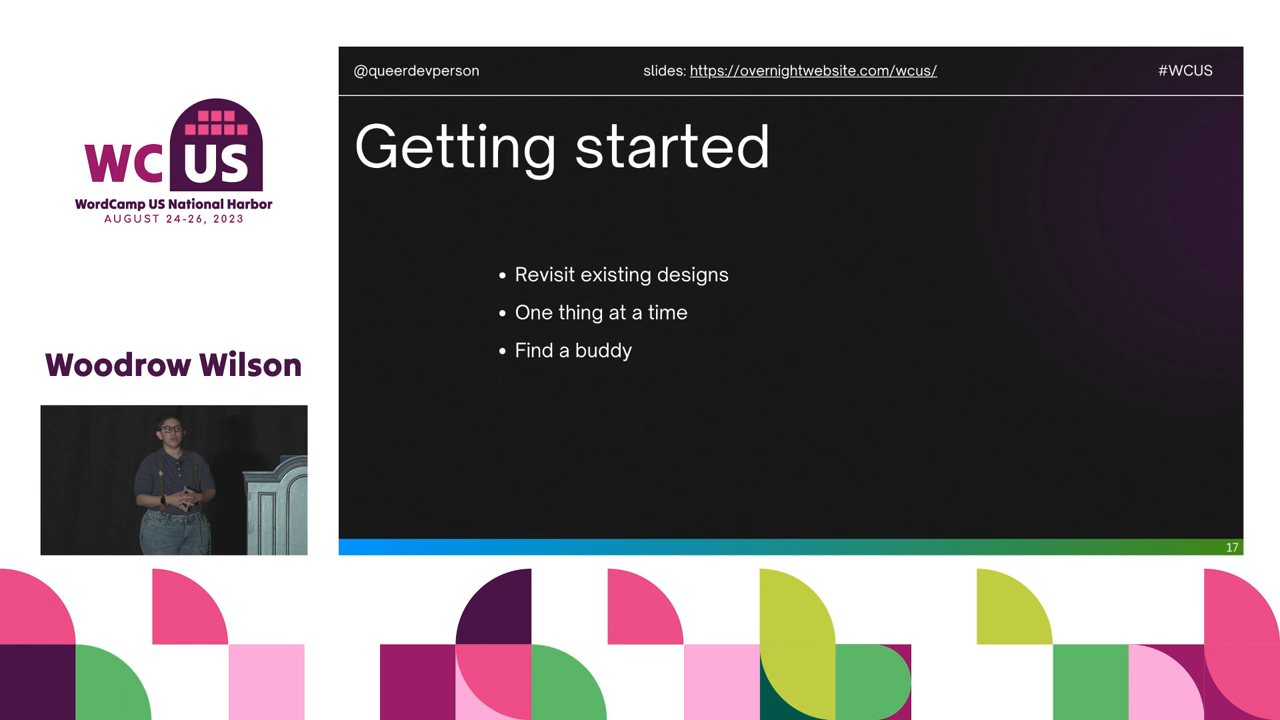 WC US
WordCamp US National Harbor
AUGUST 24-26, 2023
Woodrow Wilson
@queerdevperson
slides: https://overnightwebsite.com/wcus/
#WCUS
Getting started
• Revisit existing designs
• One thing at a time
• Find a buddy
17